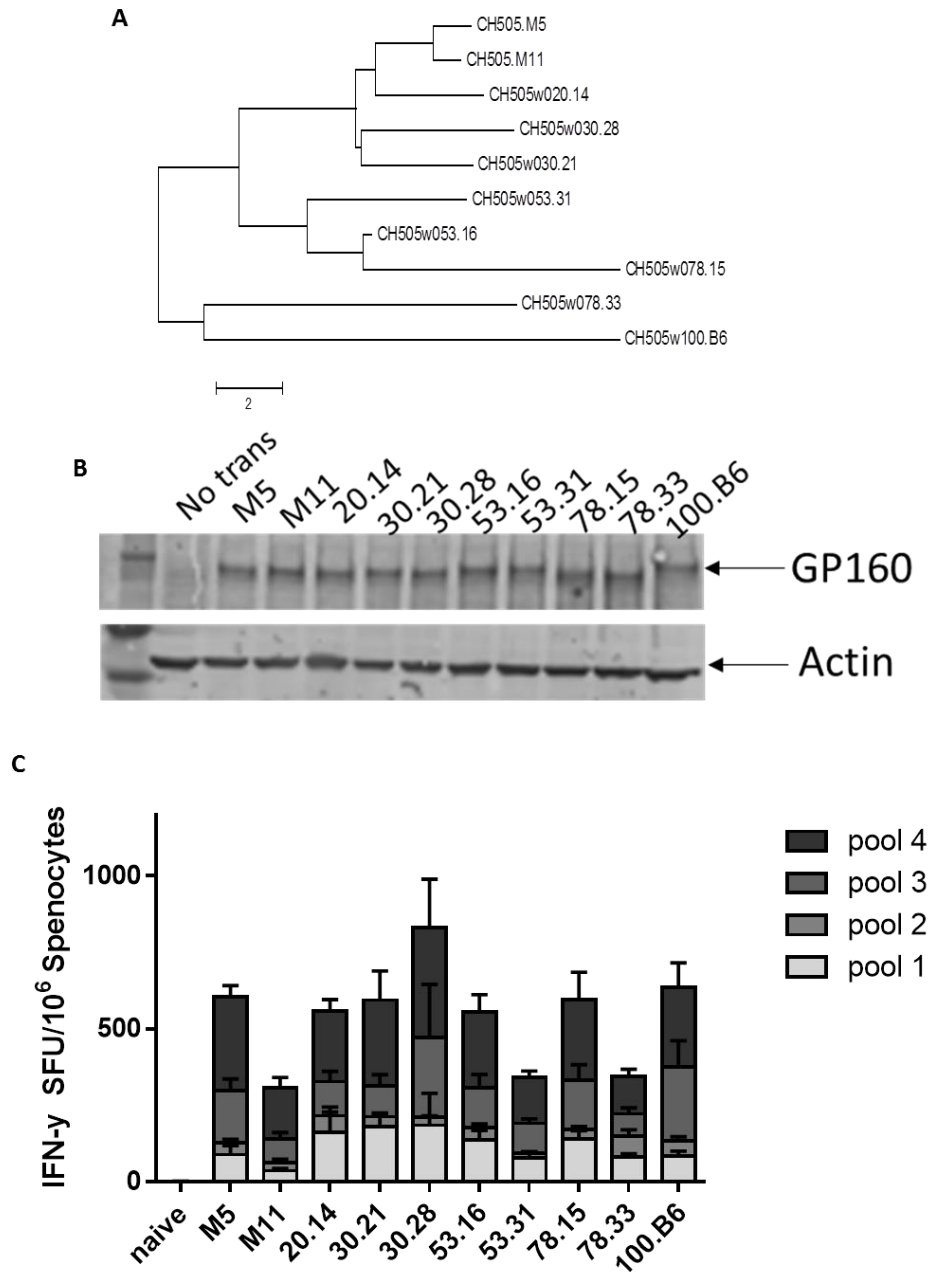 A
CH505.M5
CH505.M11
CH505w020.14
CH505w030.28
CH505w030.21
CH505w053.31
CH505w053.16
CH505w078.15
CH505w078.33
CH505w100.B6
2
B
No trans
M5
M11
20.14
30.21
30.28
53.16
53.31
78.15
78.33
100.B6
GP160
Actin
C
IFN-y SFU/10⁶ Spenocytes
1000
500
0
naive
M5
M11
20.14
30.21
30.28
53.16
53.31
78.15
78.33
100.B6
pool 4
pool 3
pool 2
pool 1